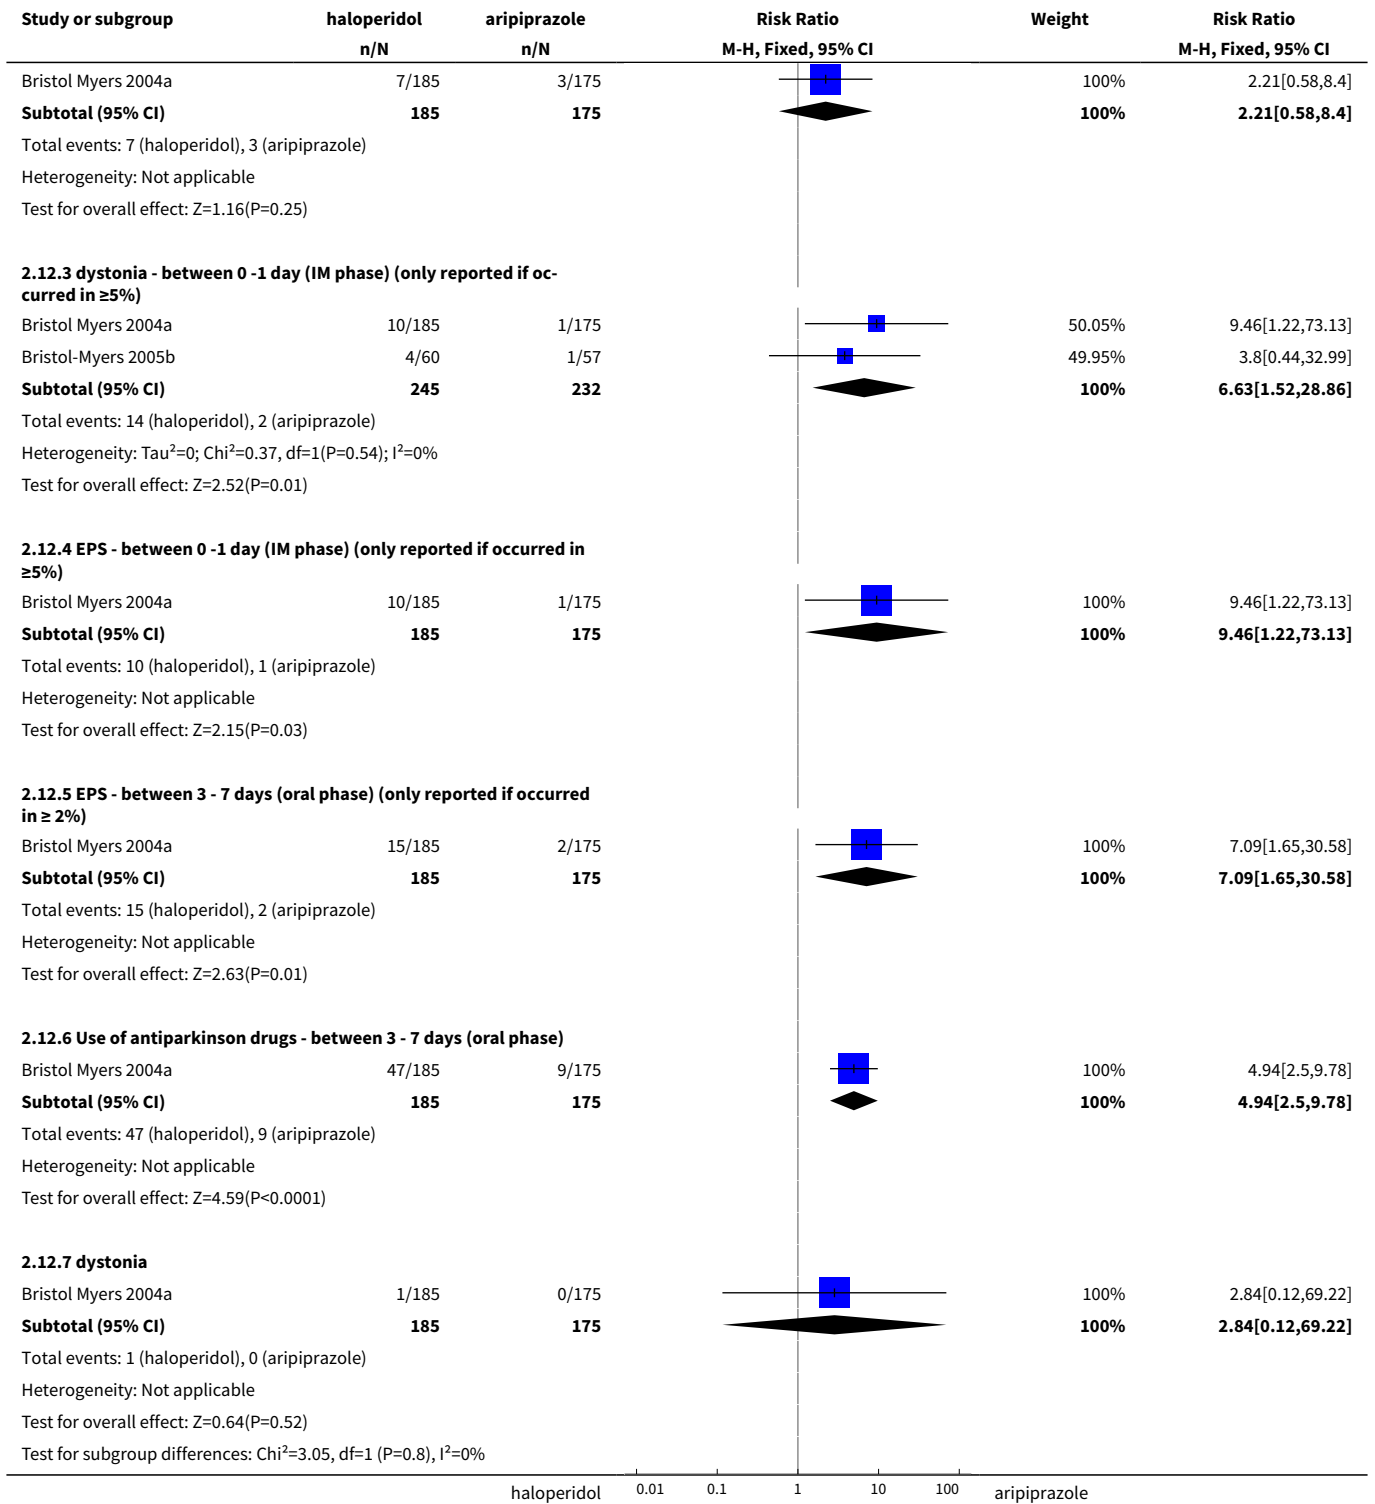 Study or subgroup haloperidol aripiprazole Risk Ratio Weight Risk Ratio
n/N n/N M-H, Fixed, 95% CI M-H, Fixed, 95% CI
Bristol Myers 2004a 7/185 3/175 100% 2.21[0.58,8.4]
Subtotal (95% CI) 185 175 100% 2.21[0.58,8.4]
Total events: 7 (haloperidol), 3 (aripiprazole)
Heterogeneity: Not applicable
Test for overall effect: Z=1.16(P=0.25)
2.12.3 dystonia - between 0 -1 day (IM phase) (only reported if oc-
curred in ≥5%)
Bristol Myers 2004a 10/185 1/175 50.05% 9.46[1.22,73.13]
Bristol-Myers 2005b 4/60 1/57 49.95% 3.8[0.44,32.99]
Subtotal (95% CI) 245 232 100% 6.63[1.52,28.86]
Total events: 14 (haloperidol), 2 (aripiprazole)
Heterogeneity: Tau²=0; Chi²=0.37, df=1(P=0.54); I²=0%
Test for overall effect: Z=2.52(P=0.01)
2.12.4 EPS - between 0 -1 day (IM phase) (only reported if occurred in
≥5%)
Bristol Myers 2004a 10/185 1/175 100% 9.46[1.22,73.13]
Subtotal (95% CI) 185 175 100% 9.46[1.22,73.13]
Total events: 10 (haloperidol), 1 (aripiprazole)
Heterogeneity: Not applicable
Test for overall effect: Z=2.15(P=0.03)
2.12.5 EPS - between 3 - 7 days (oral phase) (only reported if occurred
in ≥ 2%)
Bristol Myers 2004a 15/185 2/175 100% 7.09[1.65,30.58]
Subtotal (95% CI) 185 175 100% 7.09[1.65,30.58]
Total events: 15 (haloperidol), 2 (aripiprazole)
Heterogeneity: Not applicable
Test for overall effect: Z=2.63(P=0.01)
2.12.6 Use of antiparkinson drugs - between 3 - 7 days (oral phase)
Bristol Myers 2004a 47/185 9/175 100% 4.94[2.5,9.78]
Subtotal (95% CI) 185 175 100% 4.94[2.5,9.78]
Total events: 47 (haloperidol), 9 (aripiprazole)
Heterogeneity: Not applicable
Test for overall effect: Z=4.59(P<0.0001)
2.12.7 dystonia
Bristol Myers 2004a 1/185 0/175 100% 2.84[0.12,69.22]
Subtotal (95% CI) 185 175 100% 2.84[0.12,69.22]
Total events: 1 (haloperidol), 0 (aripiprazole)
Heterogeneity: Not applicable
Test for overall effect: Z=0.64(P=0.52)
Test for subgroup differences: Chi²=3.05, df=1 (P=0.8), I²=0%
haloperidol 0.01 0.1 1 10 100 aripiprazole